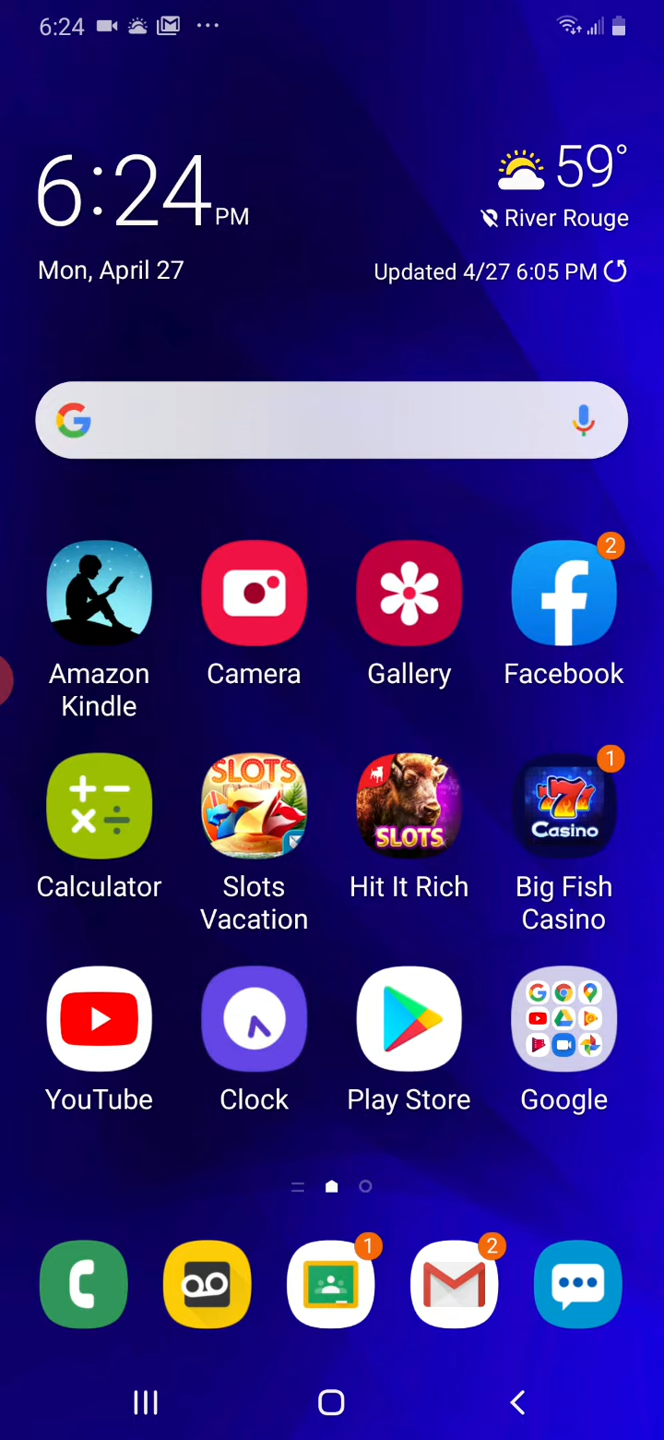 6:24
6:24 PM
59°
River Rouge
Mon, April 27
Updated 4/27 6:05 PM
2
Amazon Kindle
Camera
Gallery
Facebook
SLOTS
SLOTS
777
Casino
1
Calculator
Slots Vacation
Hit It Rich
Big Fish Casino
YouTube
Clock
Play Store
Google
1
2